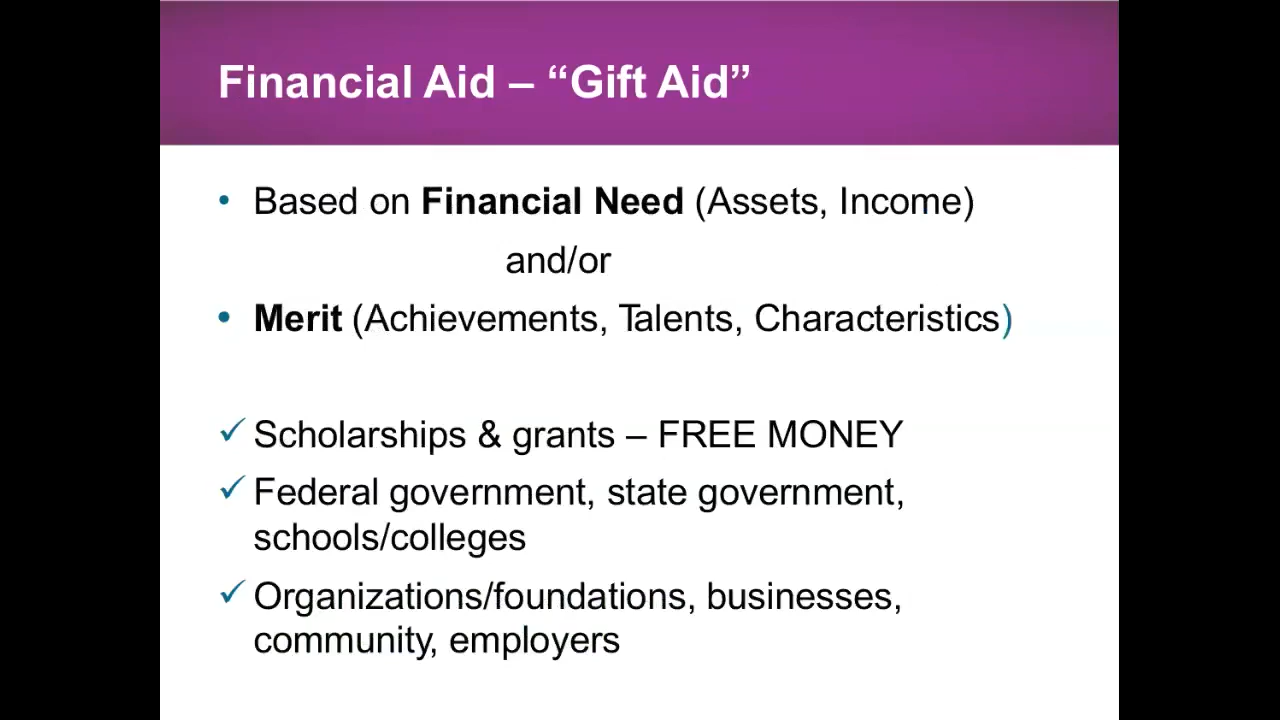 Financial Aid – “Gift Aid”
• Based on Financial Need (Assets, Income)
and/or
• Merit (Achievements, Talents, Characteristics)
✓ Scholarships & grants – FREE MONEY
✓ Federal government, state government,
schools/colleges
✓ Organizations/foundations, businesses,
community, employers